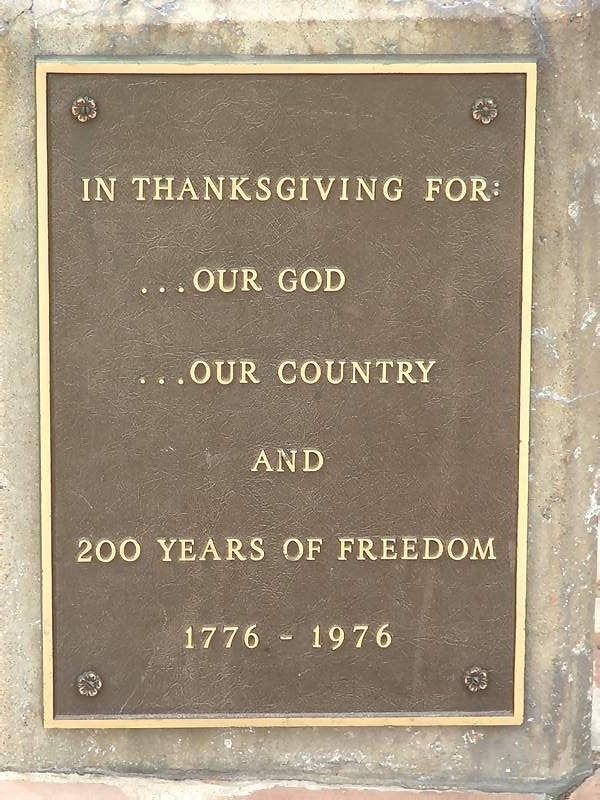 IN THANKSGIVING FOR:
...OUR GOD
...OUR COUNTRY
AND
200 YEARS OF FREEDOM
1776 - 1976